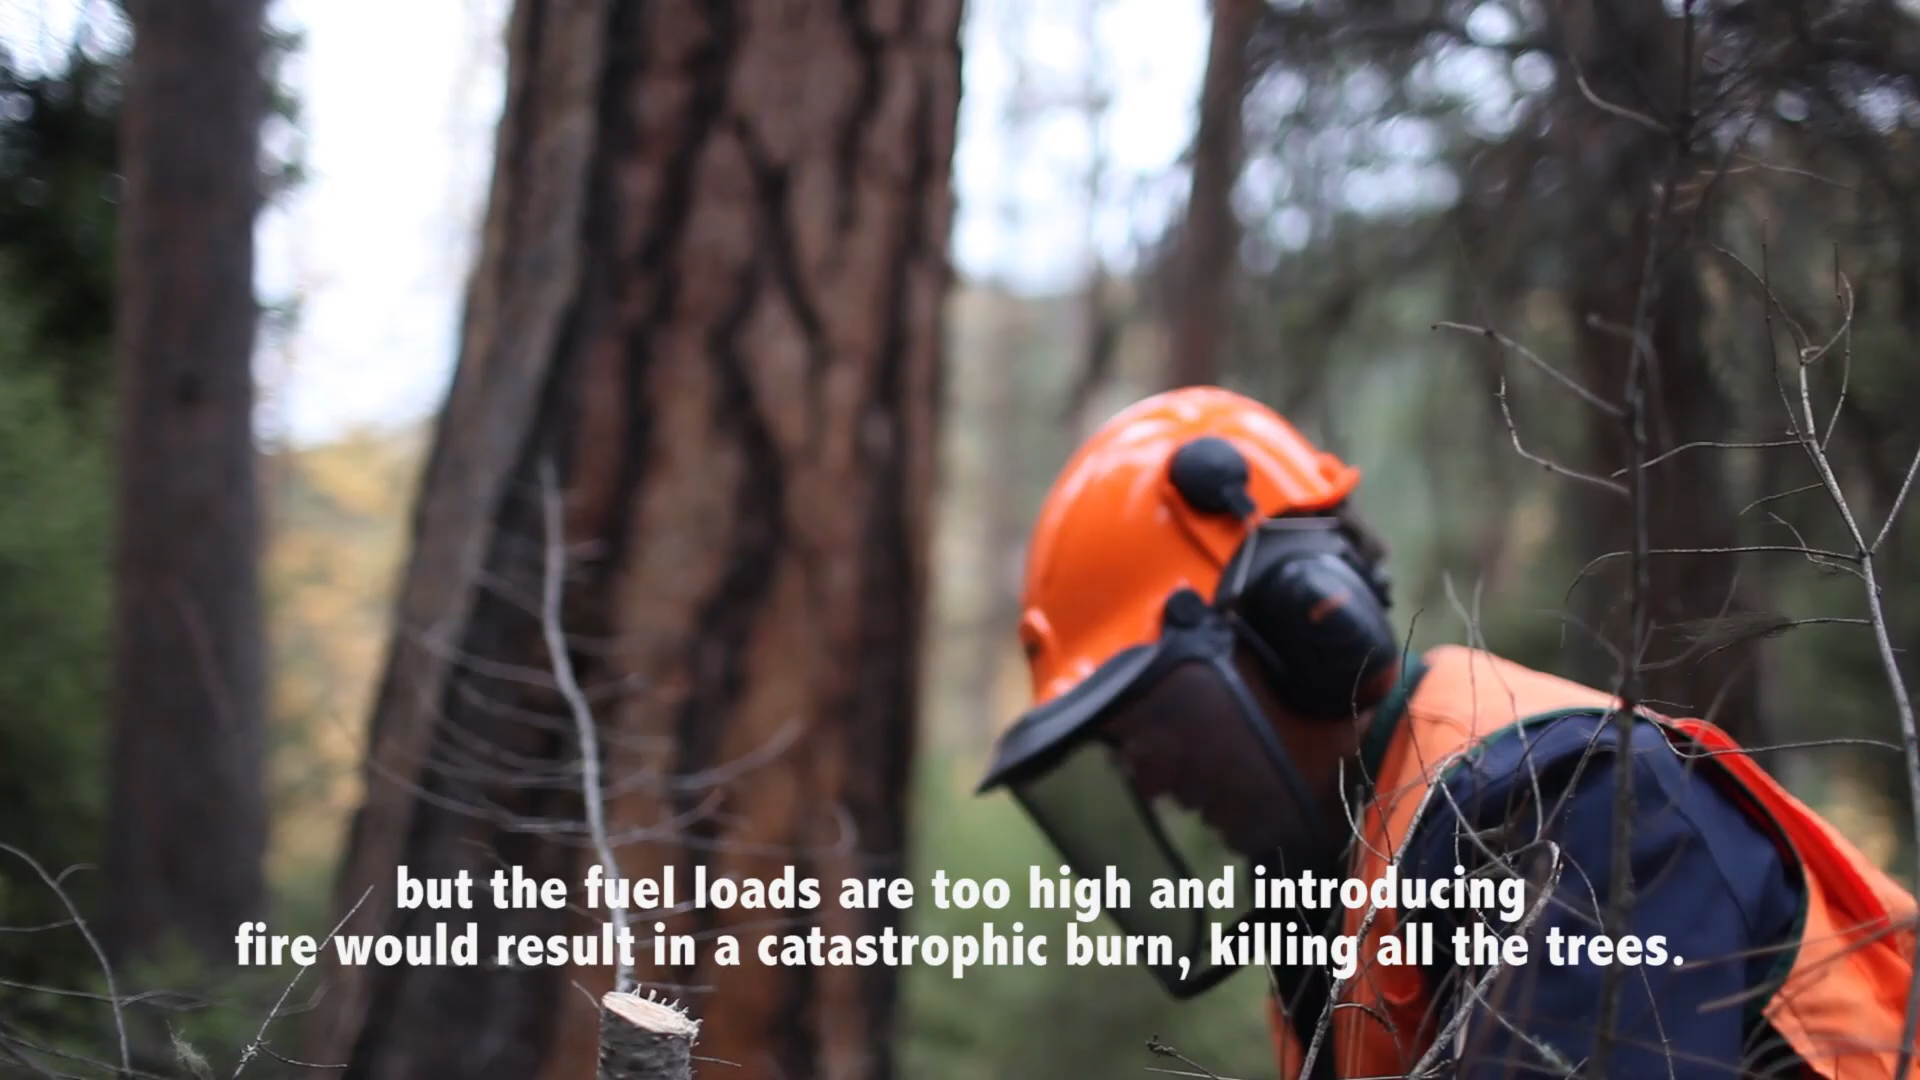 but the fuel loads are too high and introducing
fire would result in a catastrophic burn, killing all the trees.